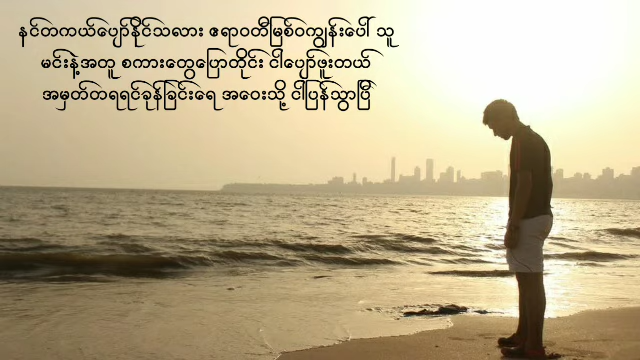 နင်တကယ်ပျော်နိုင်သလား ဧရာဝတီမြစ်ဝကျွန်းပေါ် သူ
မင်းနဲ့အတူ စကားတွေပြောတိုင်း ငါပျော်ဖူးတယ်
အမှတ်တရရင်ခုန်ခြင်းရေ အဝေးသို့ ငါပြန်သွာပြီ